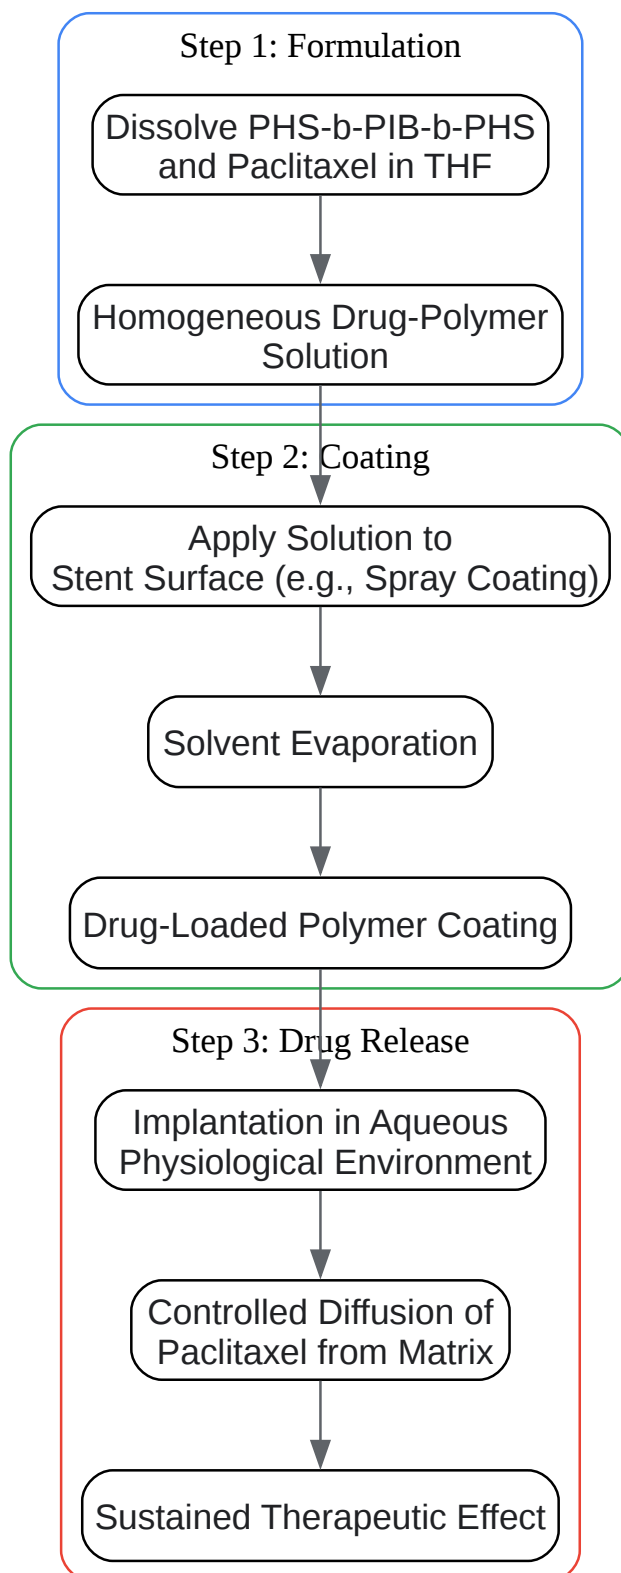 Step 1: Formulation
Dissolve PHS-b-PIB-b-PHS
and Paclitaxel in THF
Homogeneous Drug-Polymer
Solution
Step 2: Coating
Apply Solution to
Stent Surface (e.g., Spray Coating)
Solvent Evaporation
Drug-Loaded Polymer Coating
Step 3: Drug Release
Implantation in Aqueous
Physiological Environment
Controlled Diffusion of
Paclitaxel from Matrix
Sustained Therapeutic Effect